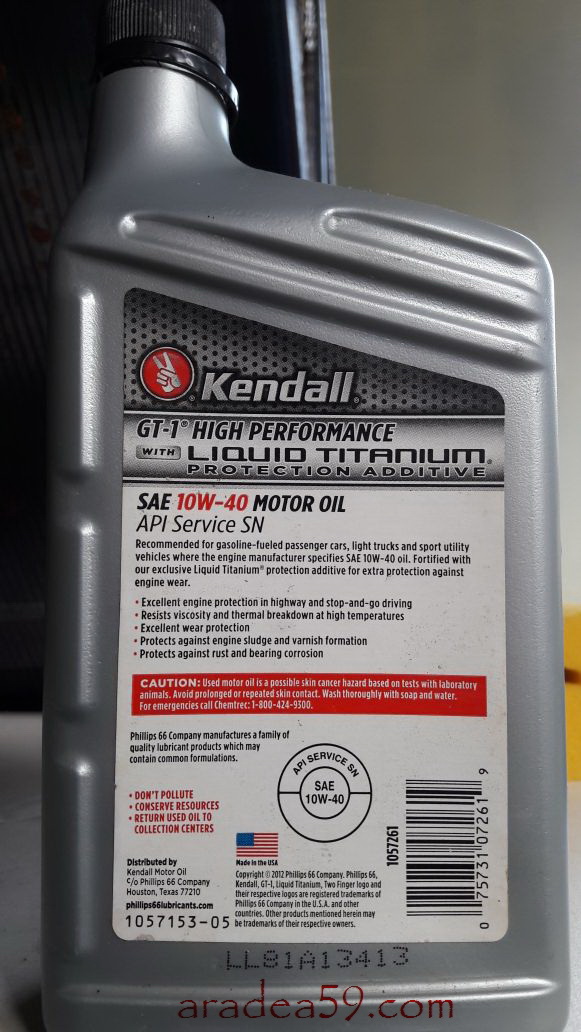 Kendall®
GT-1® HIGH PERFORMANCE
WITH LIQUID TITANIUM®
PROTECTION ADDITIVE
SAE 10W-40 MOTOR OIL
API Service SN
Recommended for gasoline-fueled passenger cars, light trucks and sport utility
vehicles where the engine manufacturer specifies SAE 10W-40 oil. Fortified with
our exclusive Liquid Titanium® protection additive for extra protection against
engine wear.
• Excellent engine protection in highway and stop-and-go driving
• Resists viscosity and thermal breakdown at high temperatures
• Excellent wear protection
• Protects against engine sludge and varnish formation
• Protects against rust and bearing corrosion
CAUTION: Used motor oil is a possible skin cancer hazard based on tests with laboratory
animals. Avoid prolonged or repeated skin contact. Wash thoroughly with soap and water.
For emergencies call Chemtrec: 1-800-424-9300.
Phillips 66 Company manufactures a family of
quality lubricant products which may
contain common formulations.
• DON'T POLLUTE
• CONSERVE RESOURCES
• RETURN USED OIL TO
COLLECTION CENTERS
API SERVICE SN
SAE
10W-40
Made in the USA
Distributed by
Kendall Motor Oil
c/o Phillips 66 Company
Houston, Texas 77210
phillips66lubricants.com
1057153-05
Copyright © 2012 Phillips 66 Company. Phillips 66,
Kendall, GT-1, Liquid Titanium, Two Finger logo and
their respective logos are registered trademarks of
Phillips 66 Company in the U.S.A. and other
countries. Other products mentioned herein may
be trademarks of their respective owners.
1057261
0 75731 07261 9
LL81A13413
aradea59.com